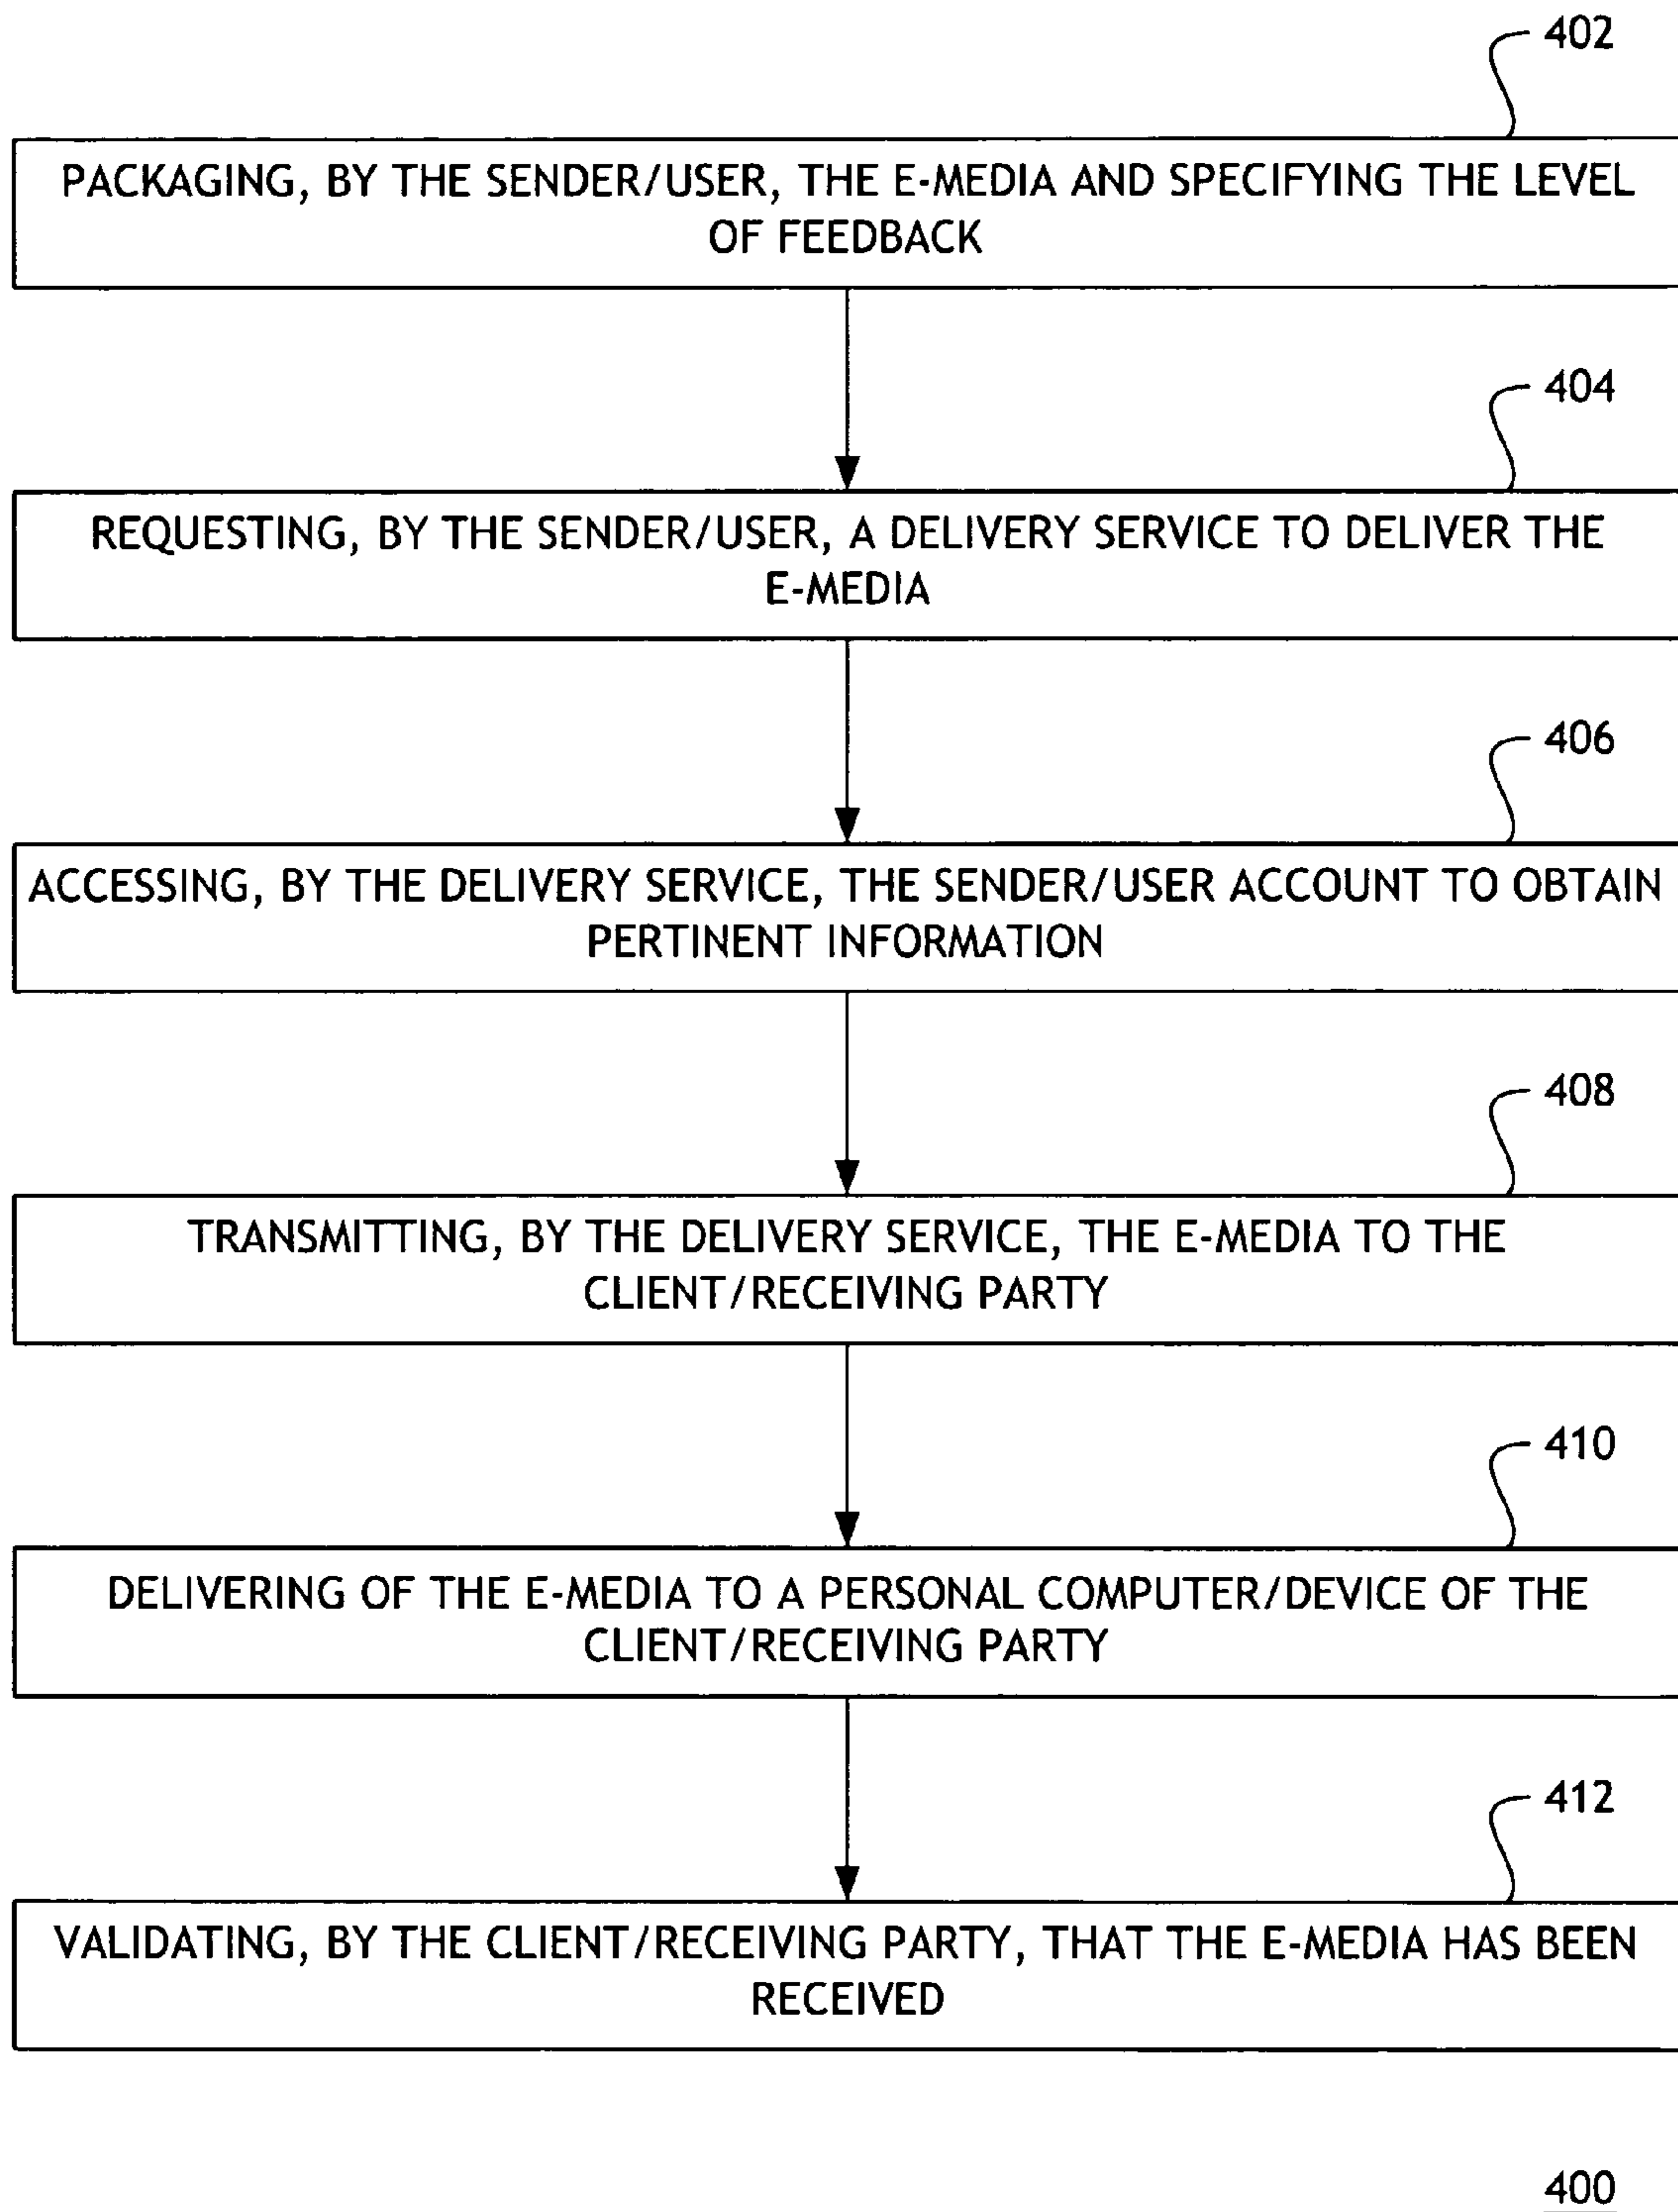 402
PACKAGING, BY THE SENDER/USER, THE E-MEDIA AND SPECIFYING THE LEVEL
OF FEEDBACK
404
REQUESTING, BY THE SENDER/USER, A DELIVERY SERVICE TO DELIVER THE
E-MEDIA
406
ACCESSING, BY THE DELIVERY SERVICE, THE SENDER/USER ACCOUNT TO OBTAIN
PERTINENT INFORMATION
408
TRANSMITTING, BY THE DELIVERY SERVICE, THE E-MEDIA TO THE
CLIENT/RECEIVING PARTY
410
DELIVERING OF THE E-MEDIA TO A PERSONAL COMPUTER/DEVICE OF THE
CLIENT/RECEIVING PARTY
412
VALIDATING, BY THE CLIENT/RECEIVING PARTY, THAT THE E-MEDIA HAS BEEN
RECEIVED
400